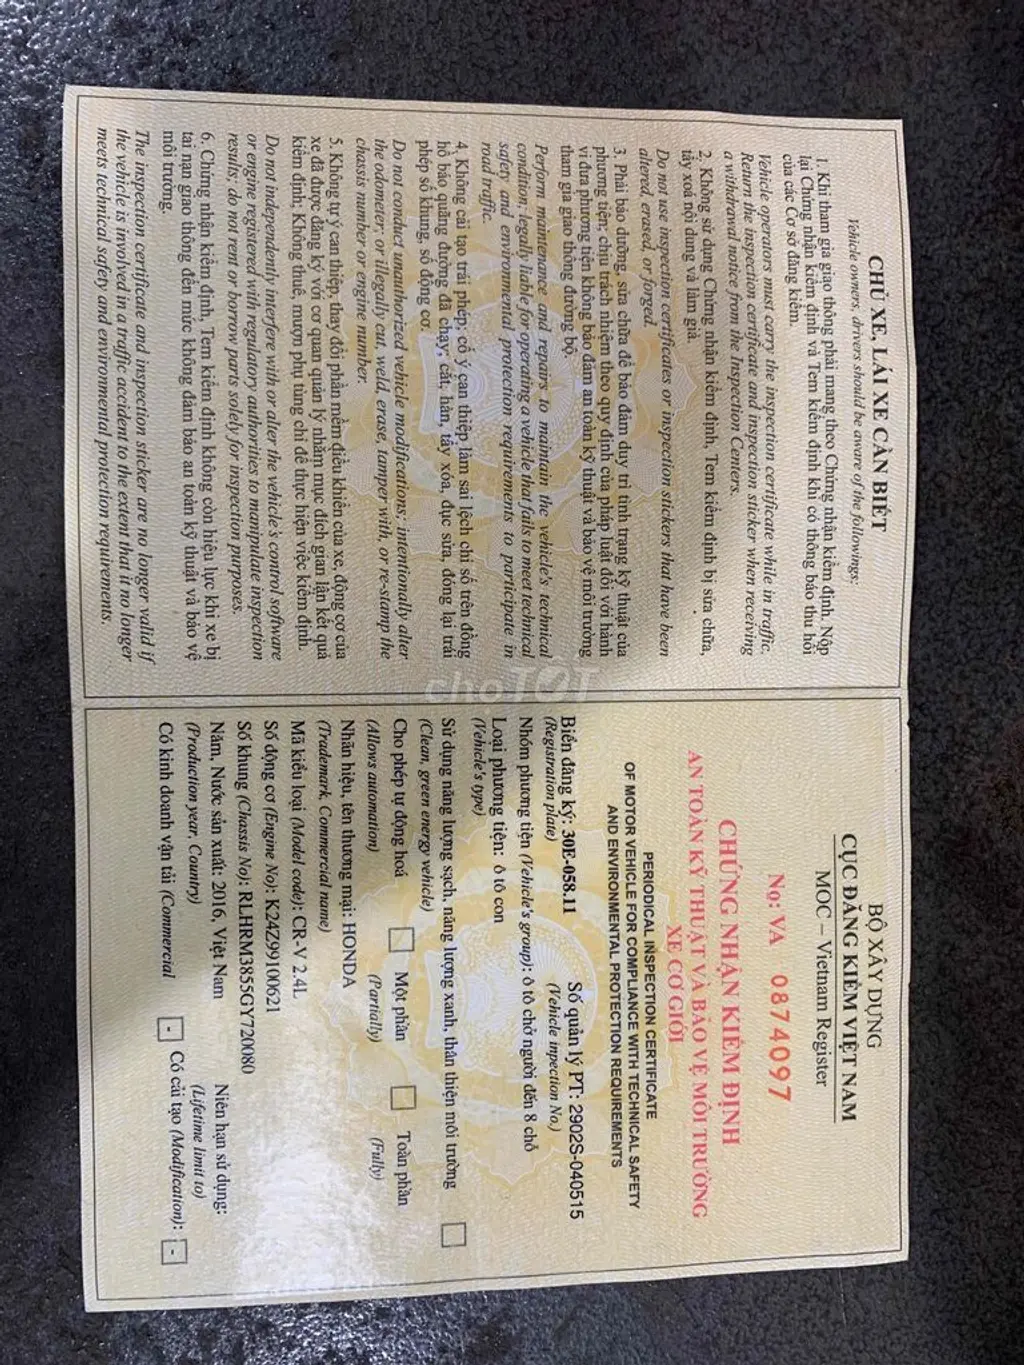 CHỦ XE, LÁI XE CẦN BIẾT
Vehicle owners, drivers should be aware of the followings:
1. Khi tham gia giao thông phải mang theo Chứng nhận kiểm định. Nộp
lại Chứng nhận kiểm định và Tem kiểm định khi có thông báo thu hồi
của các Cơ sở đăng kiểm.
Vehicle operators must carry the inspection certificate while in traffic.
Return the inspection certificate and inspection sticker when receiving
a withdrawal notice from the Inspection Centers.
2. Không sử dụng Chứng nhận kiểm định, Tem kiểm định bị sửa chữa,
tẩy xoá nội dung và làm giả.
Do not use inspection certificates or inspection stickers that have been
altered, erased, or forged.
3. Phải bảo dưỡng, sửa chữa để bảo đảm duy trì tình trạng kỹ thuật của
phương tiện; chịu trách nhiệm theo quy định của pháp luật đối với hành
vi đưa phương tiện không bảo đảm an toàn kỹ thuật và bảo vệ môi trường
tham gia giao thông đường bộ.
Perform maintenance and repairs to maintain the vehicle's technical
condition; legally liable for operating a vehicle that fails to meet technical
safety and environmental protection requirements to participate in
road traffic.
4. Không cải tạo trái phép; cố ý can thiệp làm sai lệch chỉ số trên đồng
hồ báo quãng đường đã chạy; cắt, hàn, tẩy xóa, đục sửa, đóng lại trái
phép số khung, số động cơ.
Do not conduct unauthorized vehicle modifications; intentionally alter
the odometer; or illegally cut, weld, erase, tamper with, or re-stamp the
chassis number or engine number.
5. Không tự ý can thiệp, thay đổi phần mềm điều khiển của xe, động cơ của
xe đã được đăng ký với cơ quan quản lý nhằm mục đích gian lận kết quả
kiểm định; Không thuê, mượn phụ tùng chỉ để thực hiện việc kiểm định.
Do not independently interfere with or alter the vehicle's control software
or engine registered with regulatory authorities to manipulate inspection
results; do not rent or borrow parts solely for inspection purposes.
6. Chứng nhận kiểm định, Tem kiểm định không còn hiệu lực khi xe bị
tai nạn giao thông đến mức không đảm bảo an toàn kỹ thuật và bảo vệ
môi trường.
The inspection certificate and inspection sticker are no longer valid if
the vehicle is involved in a traffic accident to the extent that it no longer
meets technical safety and environmental protection requirements.
choTỐT
BỘ XÂY DỰNG
CỤC ĐĂNG KIỂM VIỆT NAM
MOC – Vietnam Register
Nọ: VA 0874097
CHỨNG NHẬN KIỂM ĐỊNH
AN TOÀN KỸ THUẬT VÀ BẢO VỆ MÔI TRƯỜNG
XE CƠ GIỚI
PERIODICAL INSPECTION CERTIFICATE
OF MOTOR VEHICLE FOR COMPLIANCE WITH TECHNICAL SAFETY
AND ENVIRONMENTAL PROTECTION REQUIREMENTS
Biển đăng ký: 30E-058.11 Số quản lý PT: 2902S-040515
(Registration plate) (Vehicle inpection No.)
Nhóm phương tiện (Vehicle's group): ô tô chở người đến 8 chỗ
Loại phương tiện: ô tô con
(Vehicle's type)
Sử dụng năng lượng sạch, năng lượng xanh, thân thiện môi trường
(Clean, green energy vehicle)
Cho phép tự động hoá Một phần Toàn phần
(Allows automation) (Partially) (Fully)
Nhãn hiệu, tên thương mại: HONDA
(Trademark, Commercial name)
Mã kiểu loại (Model code): CR-V 2.4L
Số động cơ (Engine No): K24Z99100621
Số khung (Chassis No): RLHRM3855GY720080
Năm, Nước sản xuất: 2016, Việt Nam Niên hạn sử dụng:
(Production year, Country) (Lifetime limit to)
Có kinh doanh vận tải (Commercial - Có cải tạo (Modification): -